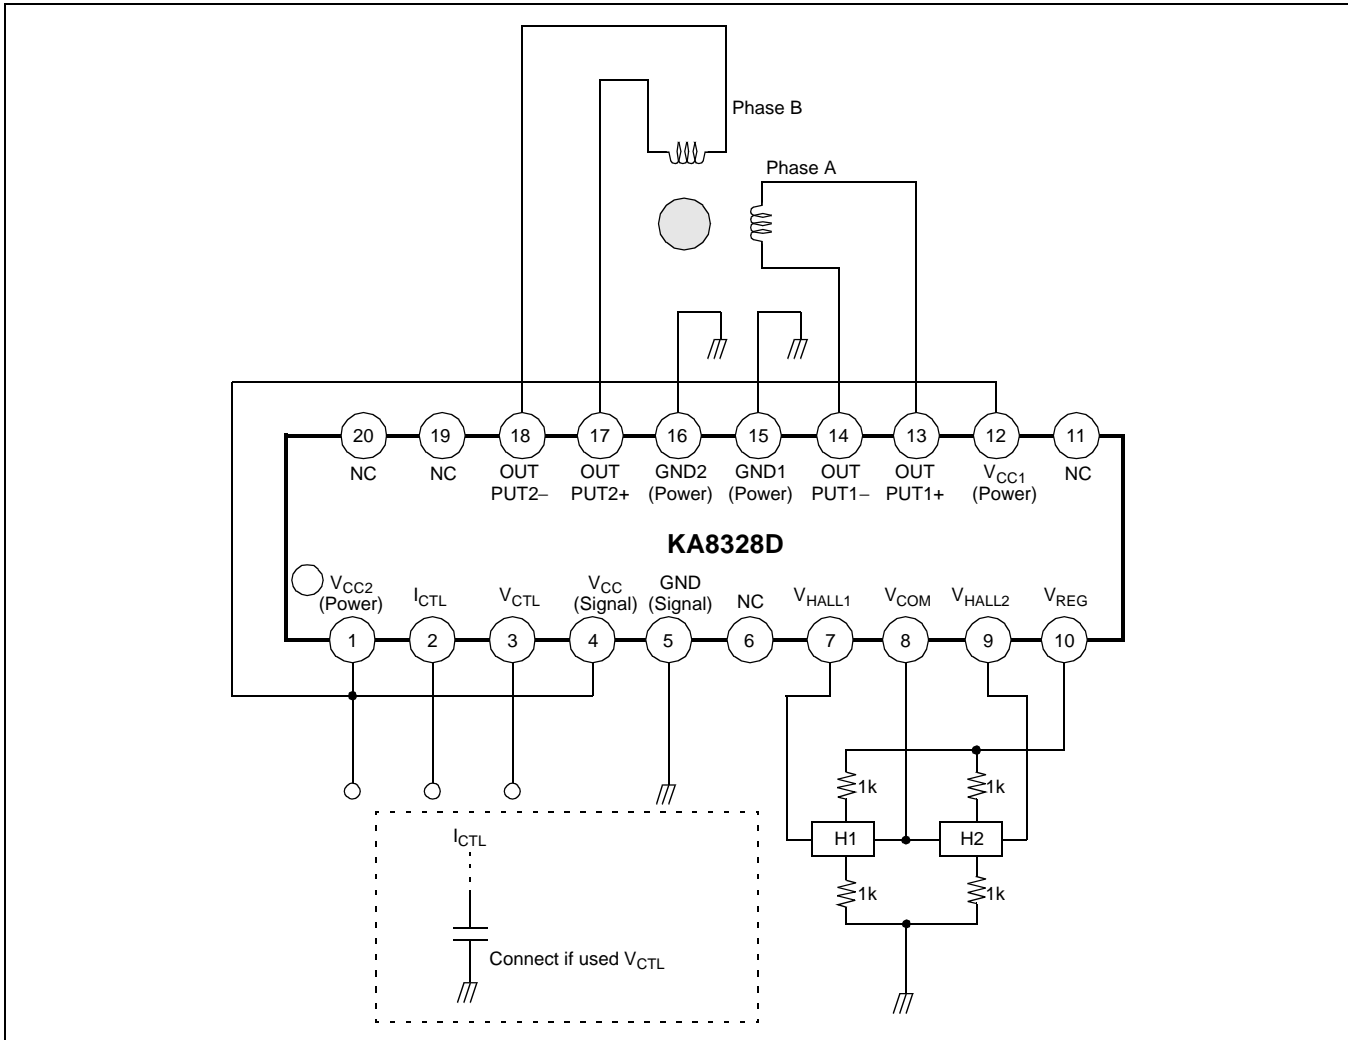 Phase B
Phase A
20 19 18 17 16 15 14 13 12 11
NC NC OUT PUT2− OUT PUT2+ GND2 (Power) GND1 (Power) OUT PUT1− OUT PUT1+ VCC1 (Power) NC
KA8328D
VCC2 (Power) ICTL VCTL VCC (Signal) GND (Signal) NC VHALL1 VCOM VHALL2 VREG
1 2 3 4 5 6 7 8 9 10
1k 1k
H1 H2
1k 1k
ICTL
Connect if used VCTL